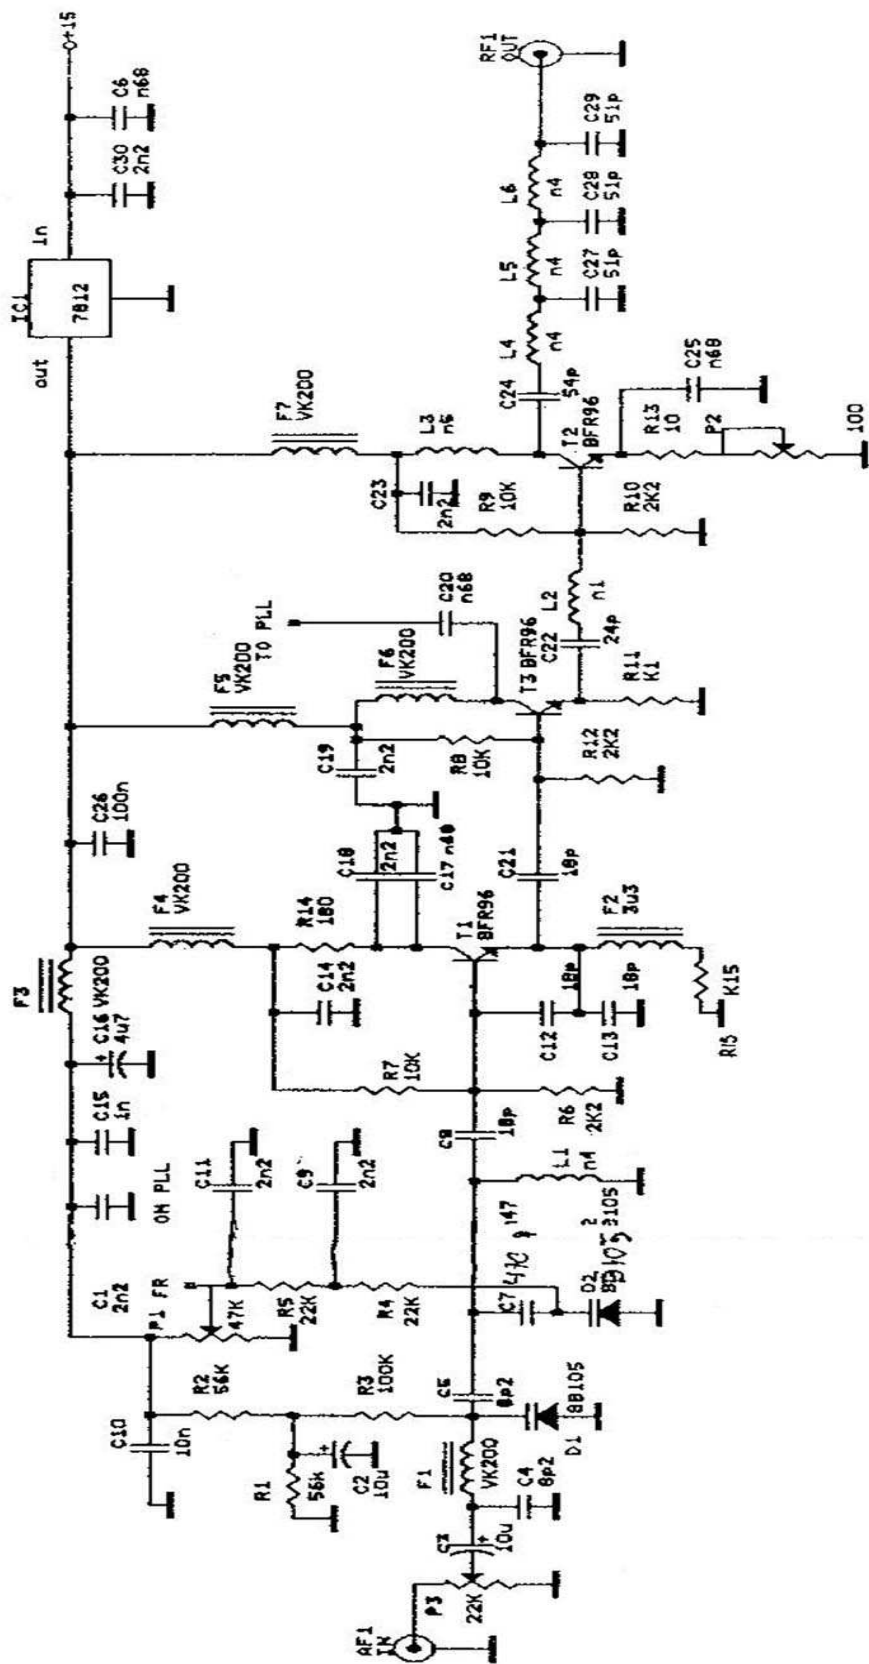 +15
C6
n68
C30
2n2
in
IC1
7812
out
F7
VK200
L3
n6
C23
2n2
R9
10K
R10
2K2
T2
BFR96
C24
54p
L4
n4
L5
n4
L6
n4
C27
51p
C28
51p
C29
51p
RF1
OUT
C25
n68
R13
10
P2
100
L2
n1
C22
24p
C20
n68
TO PLL
F5
VK200
F6
VK200
T3
BFR96
R11
K1
R12
2K2
R8
10K
C19
2n2
C26
100n
C18
2n2
C17
C21
18p
F4
VK200
R14
180
T1
BFR96
F2
3u3
K15
R15
C14
2n2
C12
18p
C13
18p
F3
VK200
C16
4u7
C15
1n
ON PLL
R7
10K
R6
2K2
C8
18p
C11
2n2
C9
2n2
L1
n4
C1
2n2
P1
FR
47K
R5
22K
R4
22K
C7
D2
C10
10n
R2
56K
R3
100K
C5
8p2
BB105
D1
R1
56k
C2
10u
F1
VK200
C4
8p2
10u
P3
22K
AF1
IN